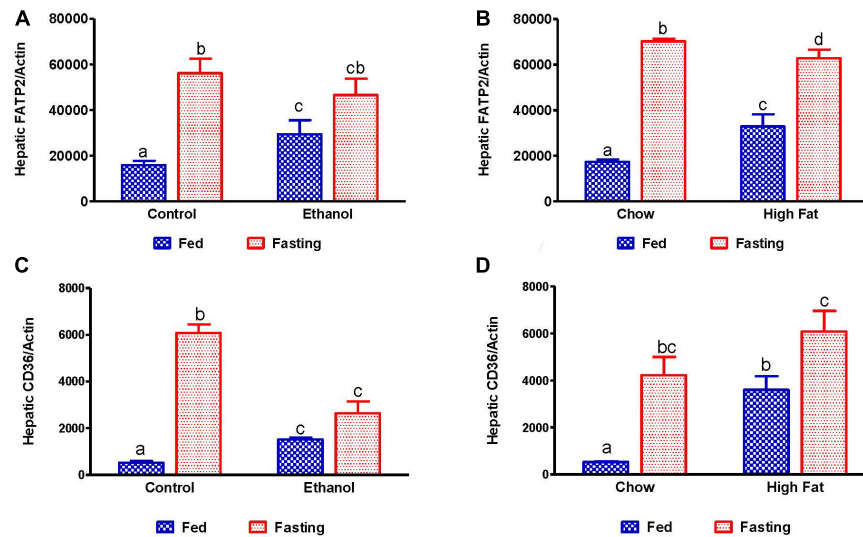 A
Hepatic FATP2/Actin
80000
60000
40000
20000
0
a
b
c
cb
Control
Ethanol
Fed
Fasting
B
Hepatic FATP2/Actin
80000
60000
40000
20000
0
a
b
c
d
Chow
High Fat
Fed
Fasting
C
Hepatic CD36/Actin
8000
6000
4000
2000
0
a
b
c
c
Control
Ethanol
Fed
Fasting
D
Hepatic CD36/Actin
8000
6000
4000
2000
0
a
bc
b
c
Chow
High Fat
Fed
Fasting